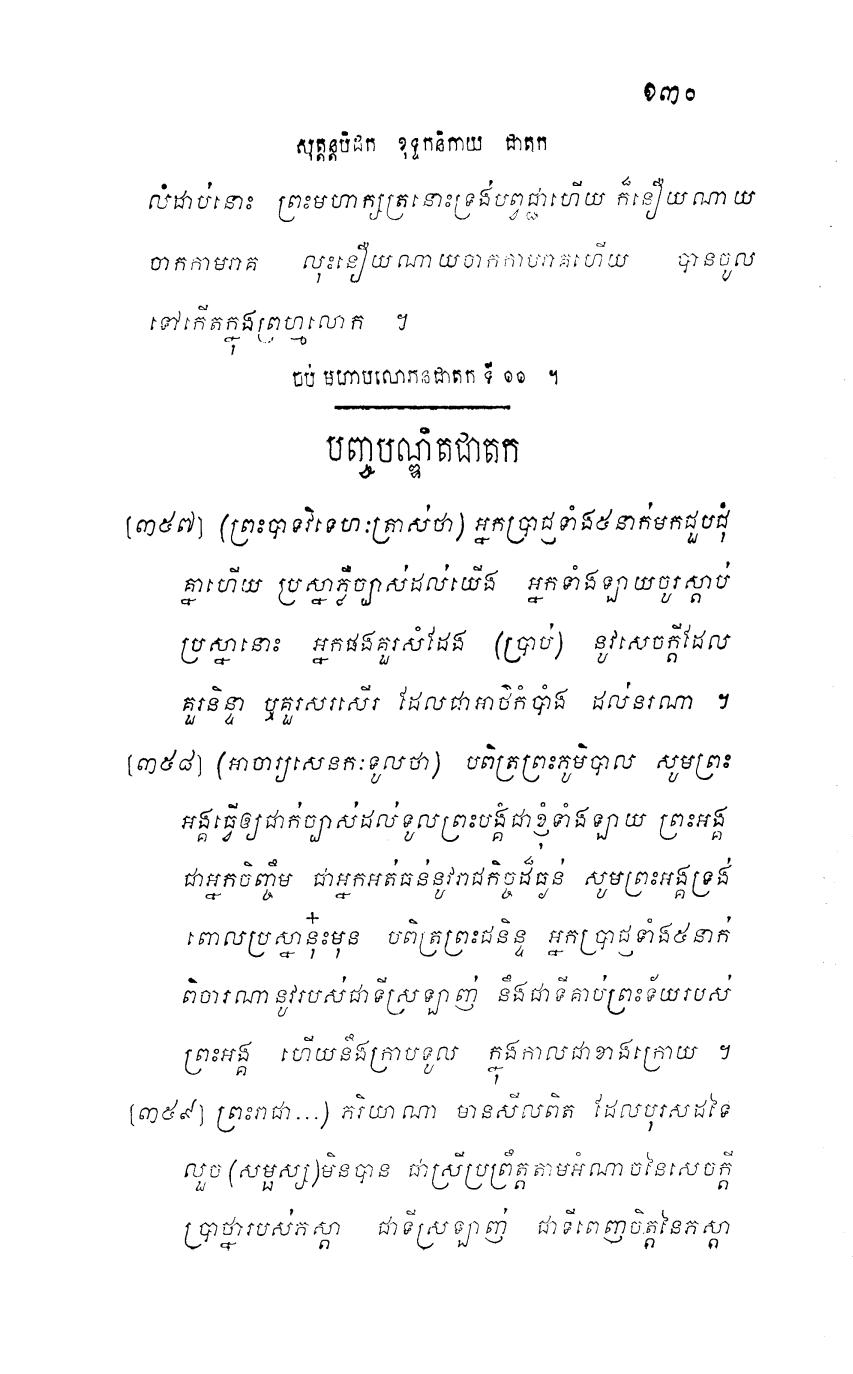 ១៣០
សុត្តន្តបិដក ខុទ្ទកនិកាយ ជាតក
លំដាប់នោះ ព្រះមហាក្សត្រនោះទ្រង់បព្វជ្ជាហើយ ក៏នឿយណាយ
ចាកកាមរាគ លុះនឿយណាយចាកកាមរាគហើយ បានចូល
ទៅកើតក្នុងព្រហ្មលោក ។
ចប់ មហាបលោភនជាតក ទី ១១ ។
បញ្ចបណ្ឌិតជាតក
[៣៥៧] (ព្រះបាទវិទេហៈត្រាស់ថា) អ្នកប្រាជ្ញទាំង៥នាក់មកជួបជុំ
គ្នាហើយ ប្រស្នាភ្លឺច្បាស់ដល់យើង អ្នកទាំងឡាយចូរស្តាប់
ប្រស្នានោះ អ្នកផងគួរសំដែង (ប្រាប់) នូវសេចក្តីដែល
គួរនិន្ទា ឬគួរសរសើរ ដែលជាអាថ៌កំបាំង ដល់នរណា ។
[៣៥៨] (អាចារ្យសេនកៈទូលថា) បពិត្រព្រះភូមិបាល សូមព្រះ
អង្គធ្វើឲ្យជាក់ច្បាស់ដល់ទូលព្រះបង្គំជាខ្ញុំទាំងឡាយ ព្រះអង្គ
ជាអ្នកចិញ្ចឹម ជាអ្នកអត់ធន់នូវរាជកិច្ចដ៏ធ្ងន់ សូមព្រះអង្គទ្រង់
ពោលប្រស្នានុ៎ះមុន បពិត្រព្រះជនិន្ទ អ្នកប្រាជ្ញទាំង៥នាក់
ពិចារណានូវរបស់ជាទីស្រឡាញ់ នឹងជាទីគាប់ព្រះទ័យរបស់
ព្រះអង្គ ហើយនឹងក្រាបទូល ក្នុងកាលជាខាងក្រោយ ។
[៣៥៩] ព្រះរាជា...) ភរិយាណា មានសីលពិត ដែលបុរសដទៃ
លួច (សម្ផស្ស)មិនបាន ជាស្រីប្រព្រឹត្តតាមអំណាចនៃសេចក្តី
ប្រាថ្នារបស់ភស្តា ជាទីស្រឡាញ់ ជាទីពេញចិត្តនៃភស្តា